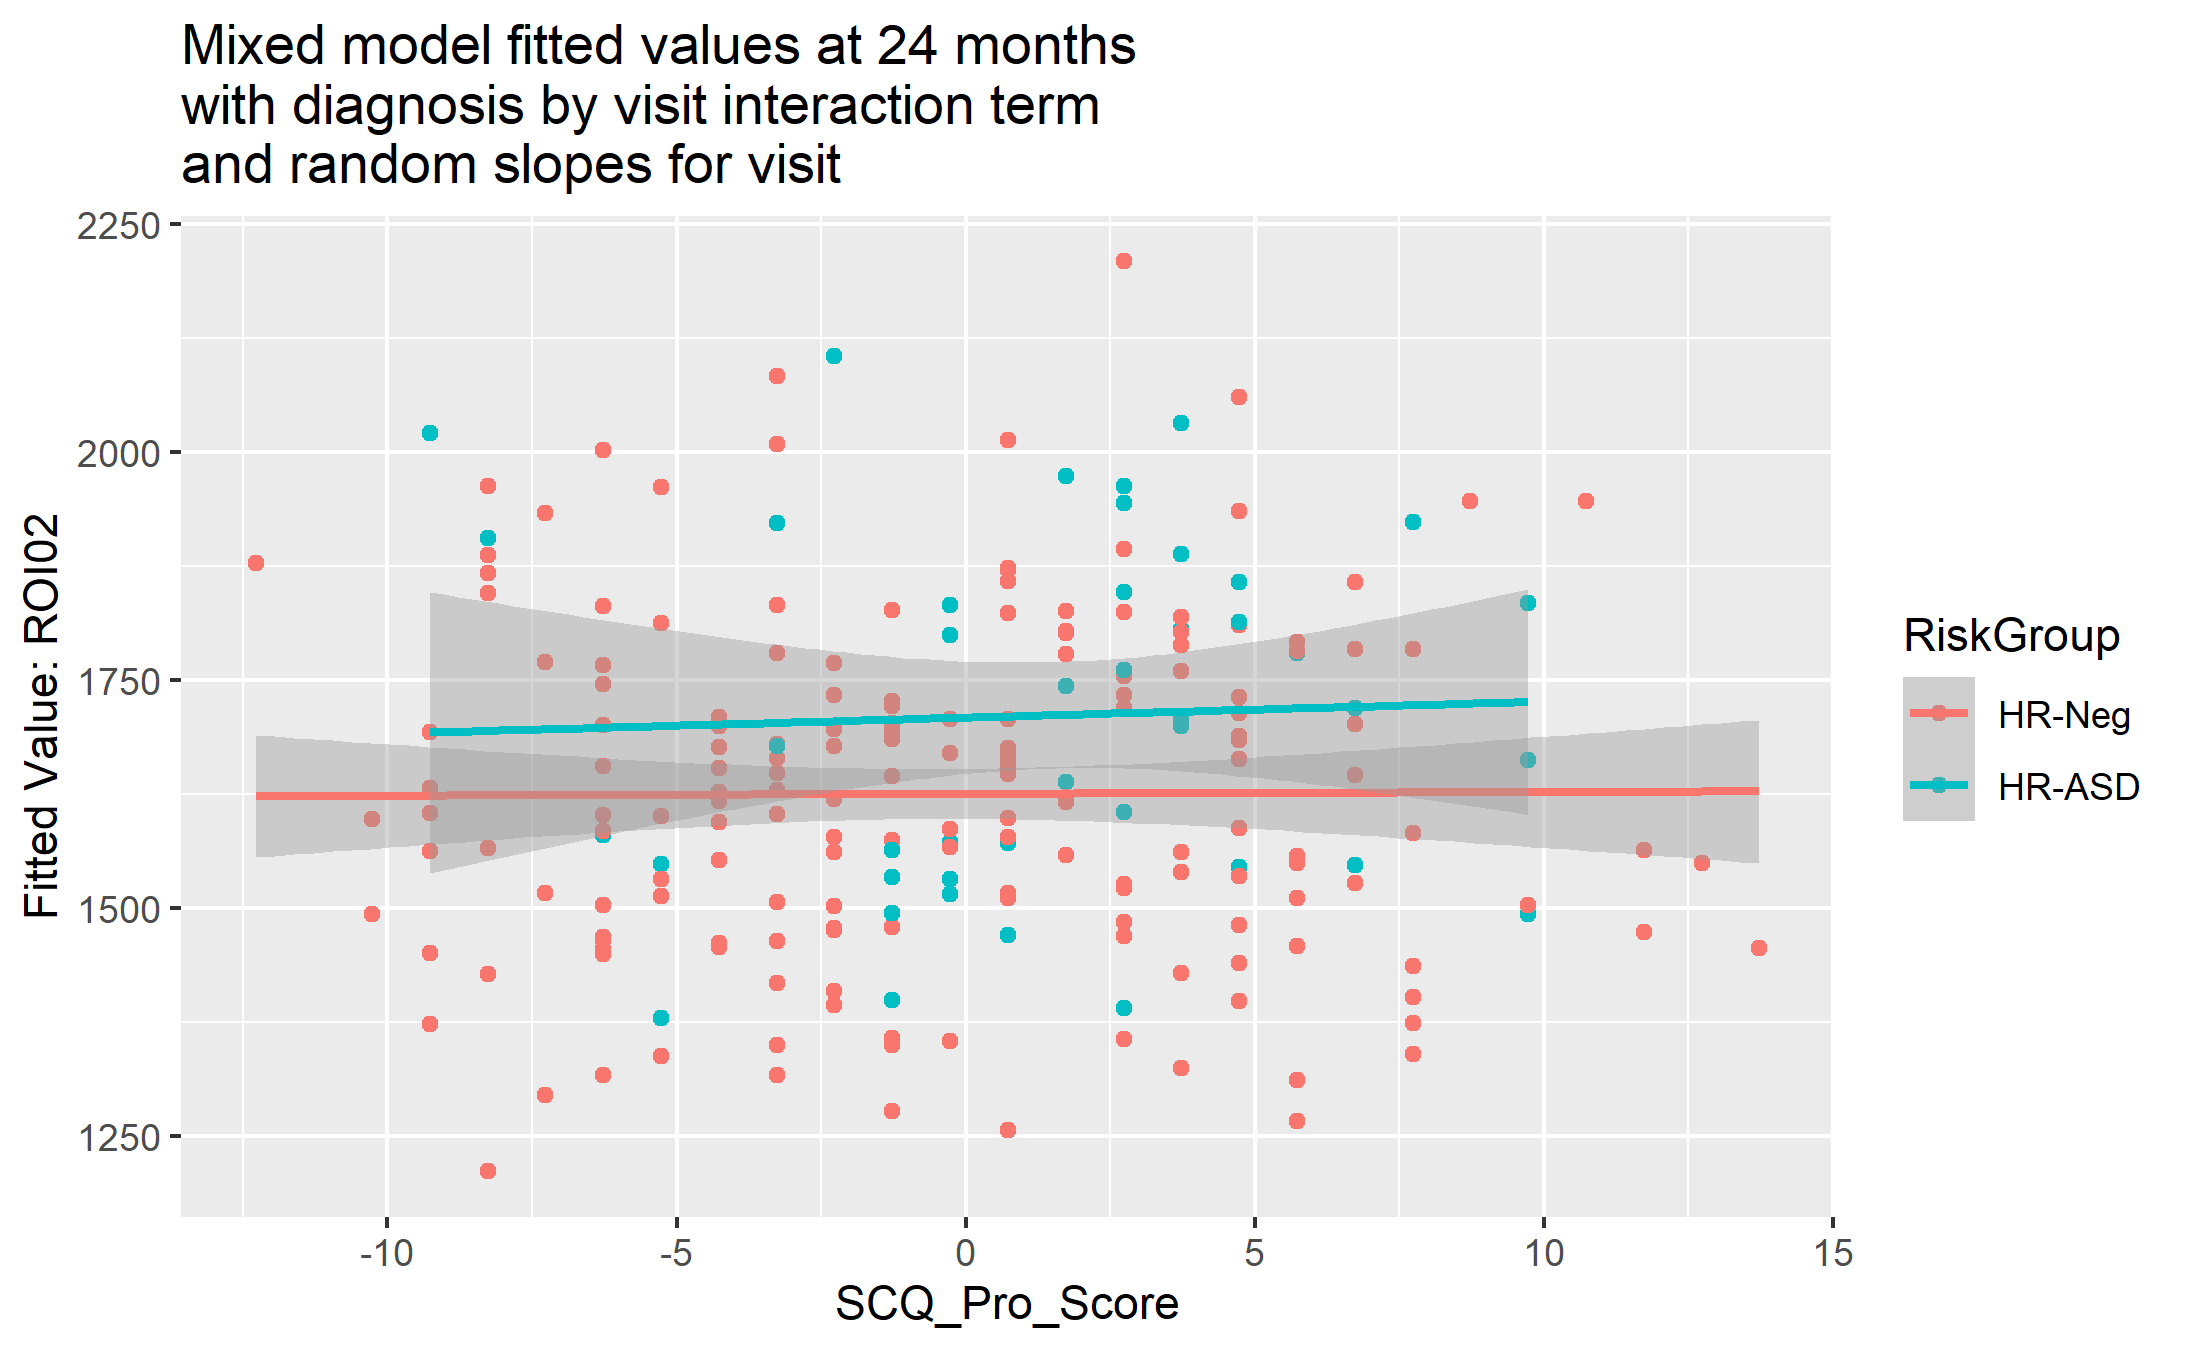 Mixed model fitted values at 24 months
with diagnosis by visit interaction term
and random slopes for visit
2250
2000
1750
1500
1250
Fitted Value: ROI02
-10
-5
0
5
10
15
SCQ_Pro_Score
RiskGroup
HR-Neg
HR-ASD